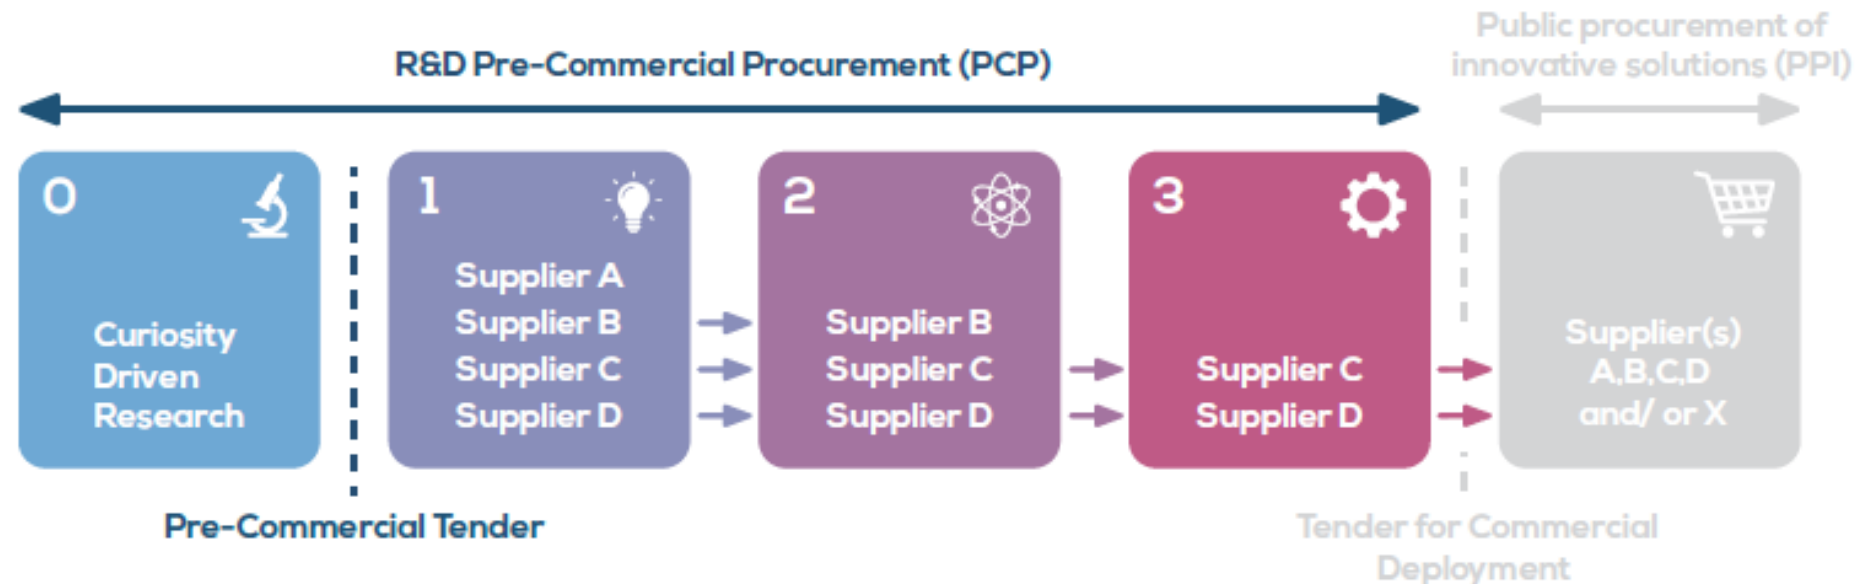 R&D Pre-Commercial Procurement (PCP)
Public procurement of
innovative solutions (PPI)
0
Curiosity
Driven
Research
1
Supplier A
Supplier B
Supplier C
Supplier D
2
Supplier B
Supplier C
Supplier D
3
Supplier C
Supplier D
Supplier(s)
A,B,C,D
and/ or X
Pre-Commercial Tender
Tender for Commercial
Deployment